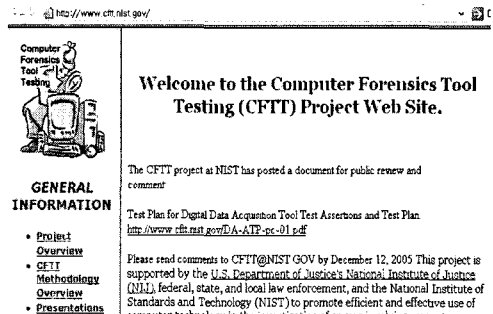 http://www.cftt.nist.gov/
Computer
Forensics
Tool
Testing
Welcome to the Computer Forensics Tool
Testing (CFTT) Project Web Site.
The CFTT project at NIST has posted a document for public review and
comment
GENERAL
INFORMATION
Test Plan for Digital Data Acquisition Tool Test Assertions and Test Plan
http://www.cftt.nist.gov/DA-ATP-pc-01.pdf
• Project
Overview
• CFTT
Methodology
Overview
• Presentations
Please send comments to CFTT@NIST GOV by December 12, 2005 This project is
supported by the U.S. Department of Justice's National Institute of Justice
(NIJ), federal, state, and local law enforcement, and the National Institute of
Standards and Technology (NIST) to promote efficient and effective use of